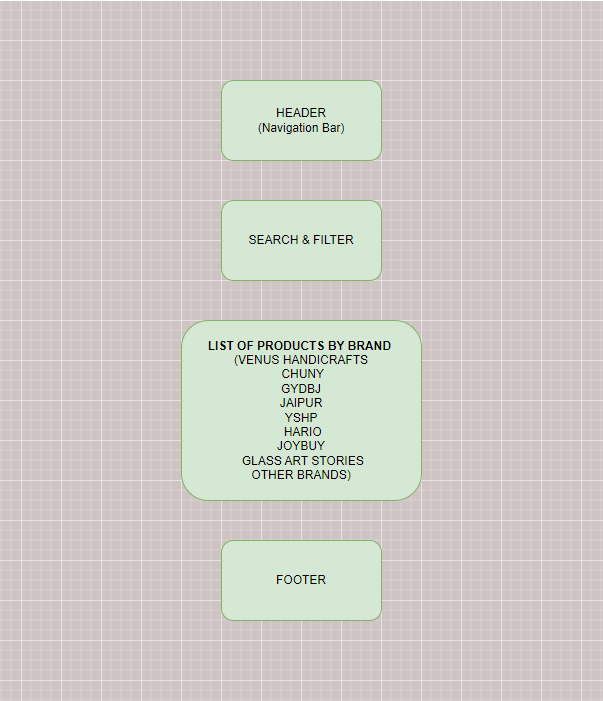 HEADER
(Navigation Bar)
SEARCH & FILTER
LIST OF PRODUCTS BY BRAND
(VENUS HANDICRAFTS
CHUNY
GYDBJ
JAIPUR
YSHP
HARIO
JOYBUY
GLASS ART STORIES
OTHER BRANDS)
FOOTER